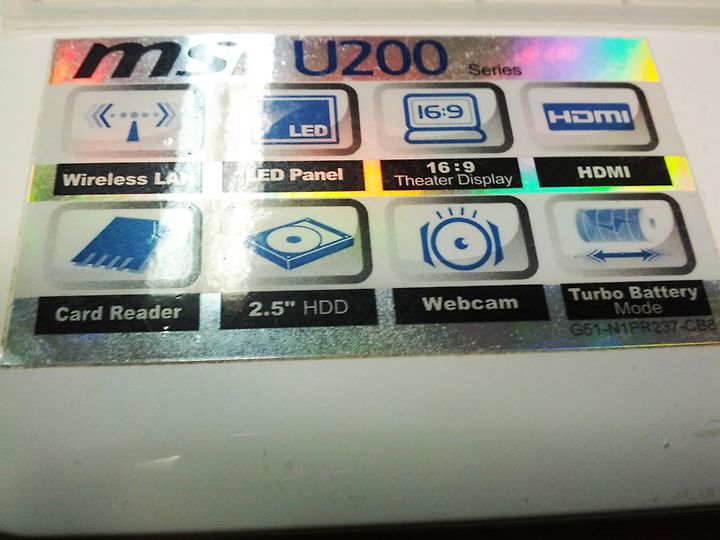 msi U200 Series
LED
16:9
HDMI
Wireless LAN
LED Panel
16:9
Theater Display
HDMI
Card Reader
2.5" HDD
Webcam
Turbo Battery
Mode
G51-N1PR237-CB8